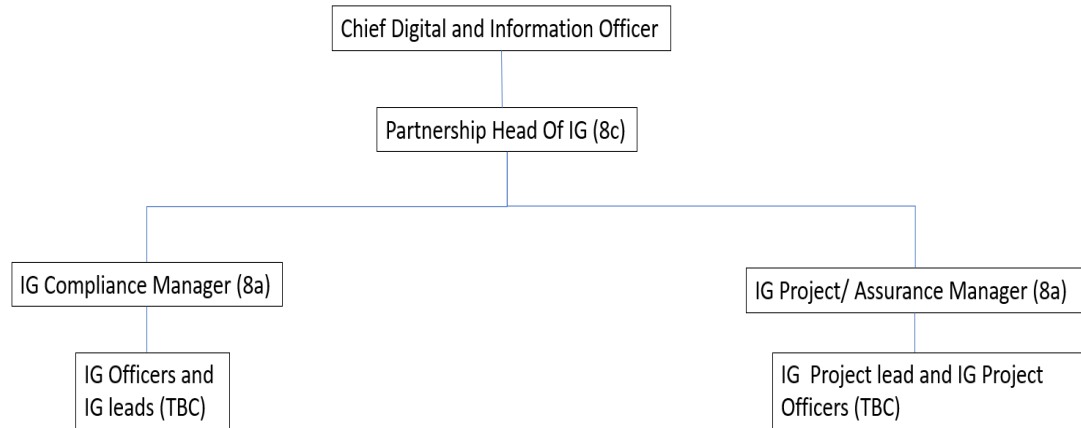 Chief Digital and Information Officer
Partnership Head Of IG (8c)
IG Compliance Manager (8a)
IG Project/ Assurance Manager (8a)
IG Officers and
IG leads (TBC)
IG  Project lead and IG Project
Officers (TBC)